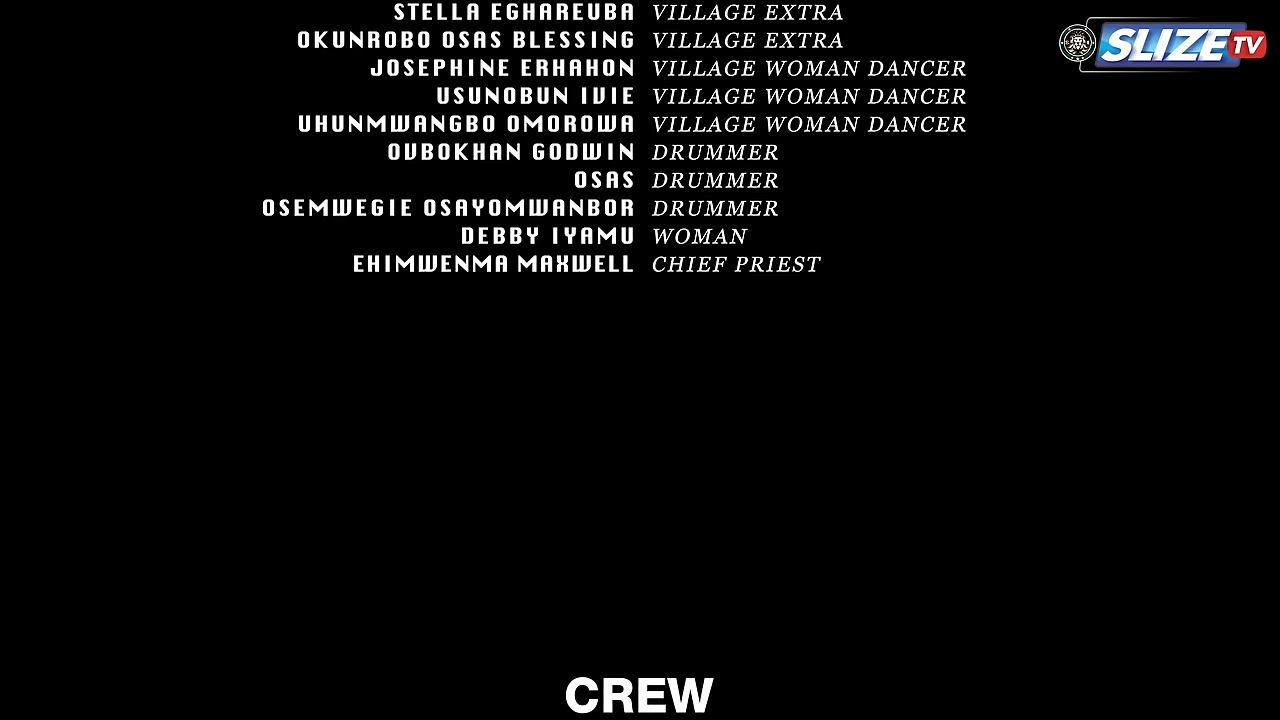 STELLA EGHAREUBA VILLAGE EXTRA
OKUNROBO OSAS BLESSING VILLAGE EXTRA
JOSEPHINE ERHAHON VILLAGE WOMAN DANCER
USUNOBUN IVIE VILLAGE WOMAN DANCER
UHUNMWANGBO OMOROWA VILLAGE WOMAN DANCER
OVBOKHAN GODWIN DRUMMER
OSAS DRUMMER
OSEMWEGIE OSAYOMWANBOR DRUMMER
DEBBY IYAMU WOMAN
EHIMWENMA MAXWELL CHIEF PRIEST
SLIZE TV
CREW